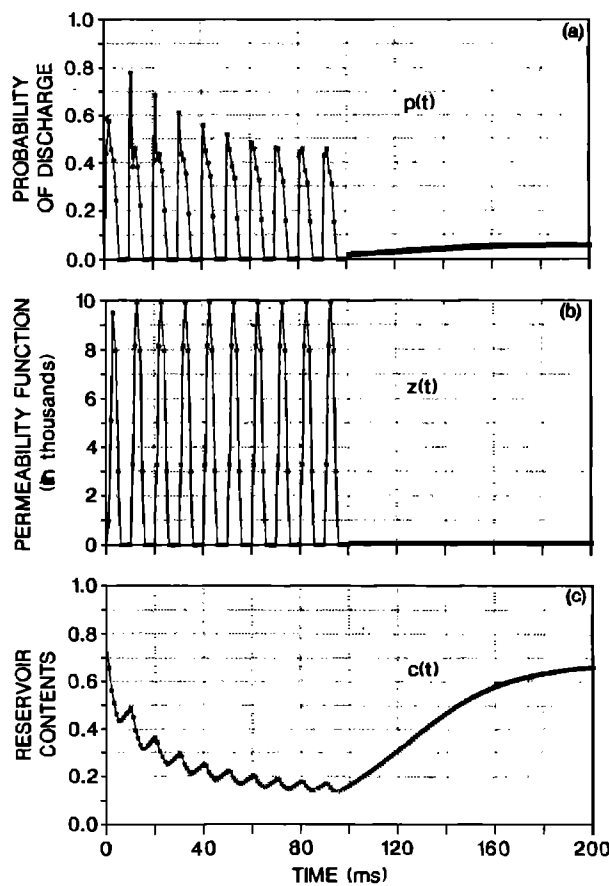 (a)
1.0
0.8
0.6
0.4
0.2
0.0
PROBABILITY
OF DISCHARGE
p(t)
(b)
10
8
6
4
2
0
PERMEABILITY FUNCTION
(in thousands)
z(t)
(c)
1.0
0.8
0.6
0.4
0.2
0.0
RESERVOIR
CONTENTS
c(t)
0 40 80 120 160 200
TIME (ms)